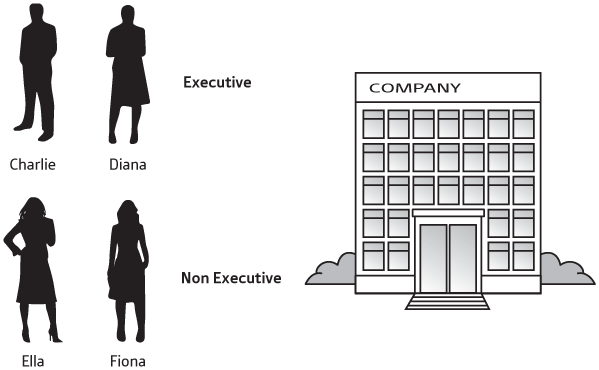 COMPANY
Executive
Charlie
Diana
Non Executive
Ella
Fiona